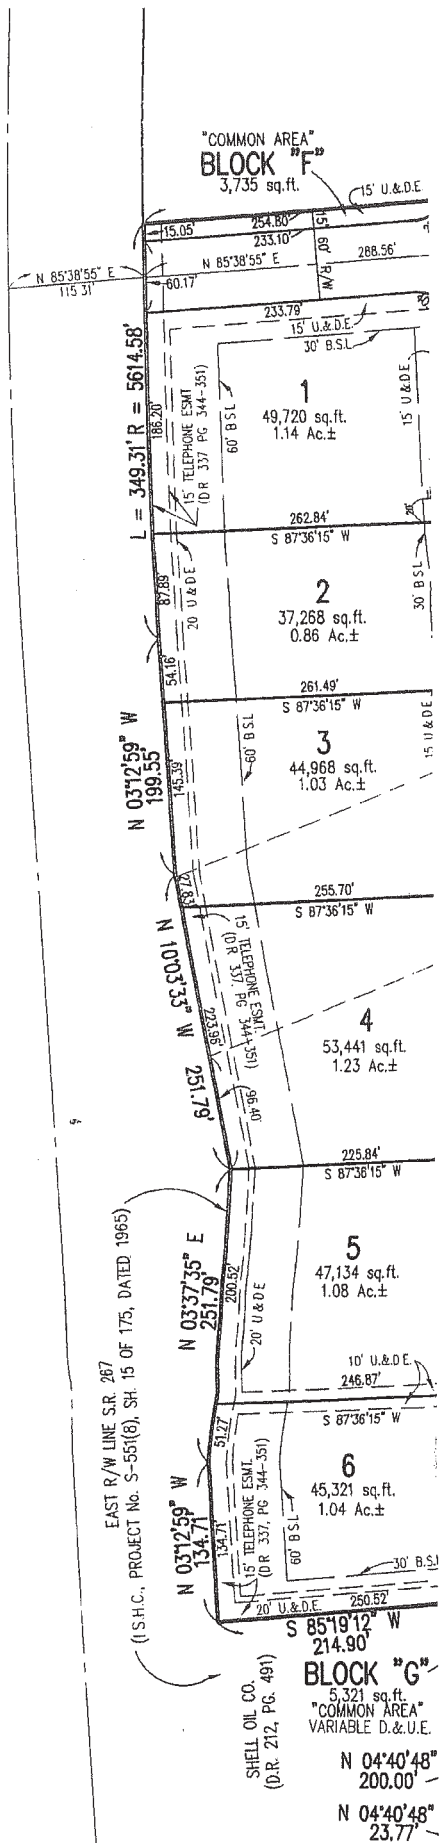 "COMMON AREA"
BLOCK "F"
3,735 sq.ft.
15' U.&D.E
15.05'
254.80'
15'
233.10'
N 85°38'55" E
115.31'
N 85°38'55" E
60' R/W
288.56'
60.17'
233.79'
15' U.&D.E.
30' B.S.L
L = 349.31' R = 5614.58'
186.20'
15' TELEPHONE ESMT
(D.R 337 PG 344-351)
60' B S L
1
49,720 sq.ft.
1.14 Ac.±
15' U & D E
262.84'
S 87°36'15" W
20'
87.89'
20 U & D E
2
37,268 sq.ft.
0.86 Ac.±
30' B S L
54.16'
261.49'
S 87°36'15" W
N 03°12'59" W
199.55'
145.39'
60' B S L
3
44,968 sq.ft.
1.03 Ac.±
15 U & D E
27.83'
255.70'
S 87°36'15" W
N 10°03'33" W
251.79'
223.96'
15' TELEPHONE ESMT.
(D R 337, PG 344-351)
4
53,441 sq.ft.
1.23 Ac.±
96.40'
225.84'
S 87°36'15" W
N 03°37'35" E
251.79'
200.52'
20' U & D E
5
47,134 sq.ft.
1.08 Ac.±
EAST R/W LINE S.R. 267
(I S.H.C., PROJECT No. S-551(8), SH. 15 OF 175, DATED 1965)
10' U.&D E.
246.87'
S 87°36'15" W
51.27'
N 03°12'59" W
134.71'
134.71'
15' TELEPHONE ESMT.
(D R 337, PG 344-351)
60' B S L
6
45,321 sq.ft.
1.04 Ac.±
30' B.S.L
20' U.&D.E.
250.52'
S 85°19'12" W
214.90'
SHELL OIL CO.
(D.R. 212, PG. 491)
BLOCK "G"
5,321 sq.ft.
"COMMON AREA"
VARIABLE D.&U.E.
N 04°40'48"
200.00'
N 04°40'48"
23.77'